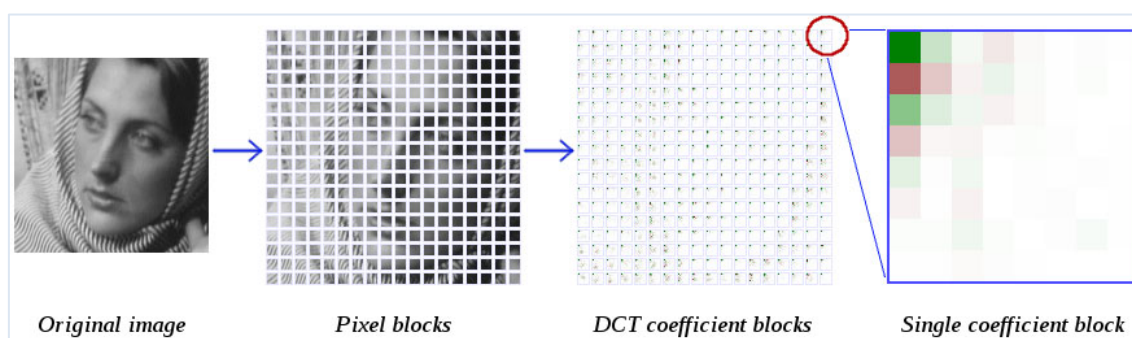 Original image
Pixel blocks
DCT coefficient blocks
Single coefficient block